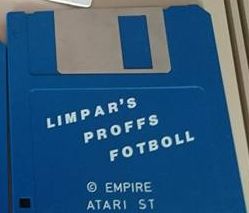 LIMPAR'S
PROFFS
FOTBOLL
© EMPIRE
ATARI ST